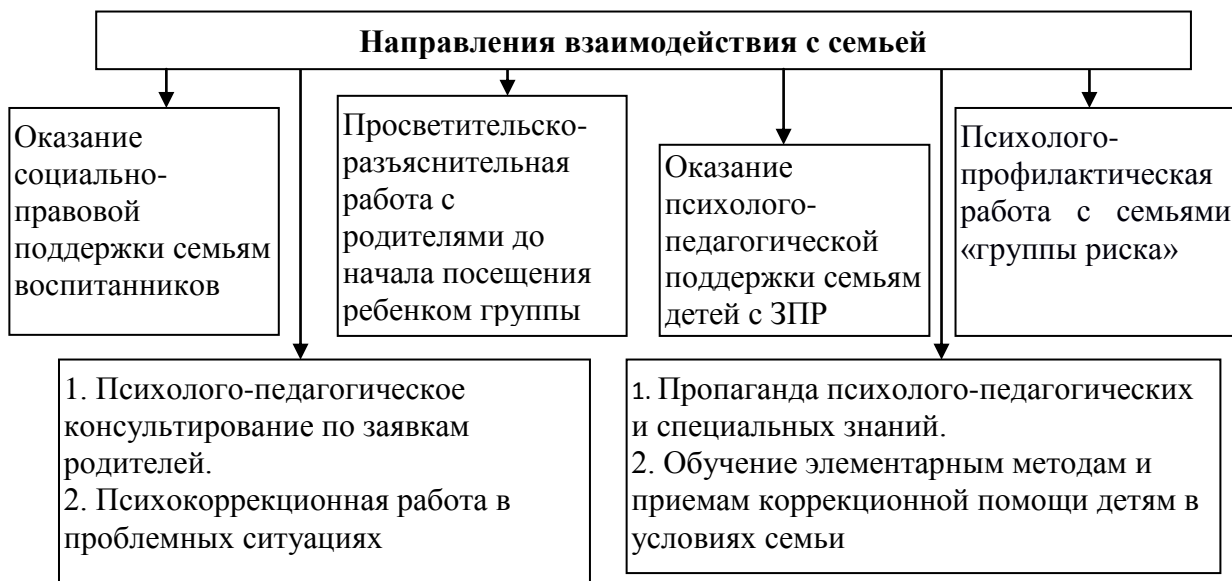 Направления взаимодействия с семьей
Оказание
социально-
правовой
поддержки семьям
воспитанников
Просветительско-
разъяснительная
работа с
родителями до
начала посещения
ребенком группы
Оказание
психолого-
педагогической
поддержки семьям
детей с ЗПР
Психолого-
профилактическая
работа с семьями
«группы риска»
1. Психолого-педагогическое
консультирование по заявкам
родителей.
2. Психокоррекционная работа в
проблемных ситуациях
1. Пропаганда психолого-педагогических
и специальных знаний.
2. Обучение элементарным методам и
приемам коррекционной помощи детям в
условиях семьи